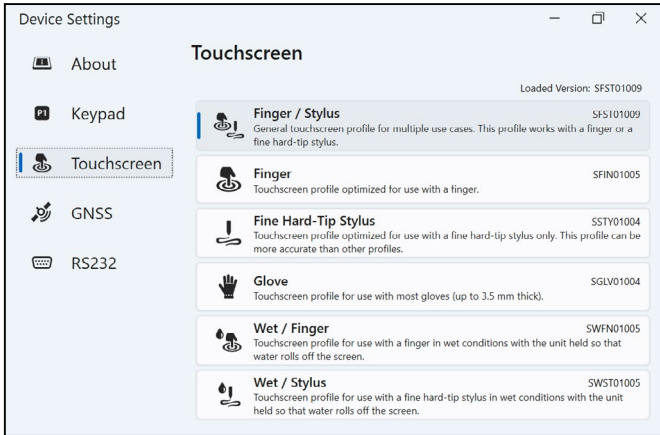 Device Settings
About
Keypad
P1
Touchscreen
GNSS
RS232
Touchscreen
Loaded Version: SFST01009
Finger / Stylus
SFST01009
General touchscreen profile for multiple use cases. This profile works with a finger or a
fine hard-tip stylus.
Finger
SFIN01005
Touchscreen profile optimized for use with a finger.
Fine Hard-Tip Stylus
SSTY01004
Touchscreen profile optimized for use with a fine hard-tip stylus only. This profile can be
more accurate than other profiles.
Glove
SGLV01004
Touchscreen profile for use with most gloves (up to 3.5 mm thick).
Wet / Finger
SWFN01005
Touchscreen profile for use with a finger in wet conditions with the unit held so that
water rolls off the screen.
Wet / Stylus
SWST01005
Touchscreen profile for use with a fine hard-tip stylus in wet conditions with the unit
held so that water rolls off the screen.